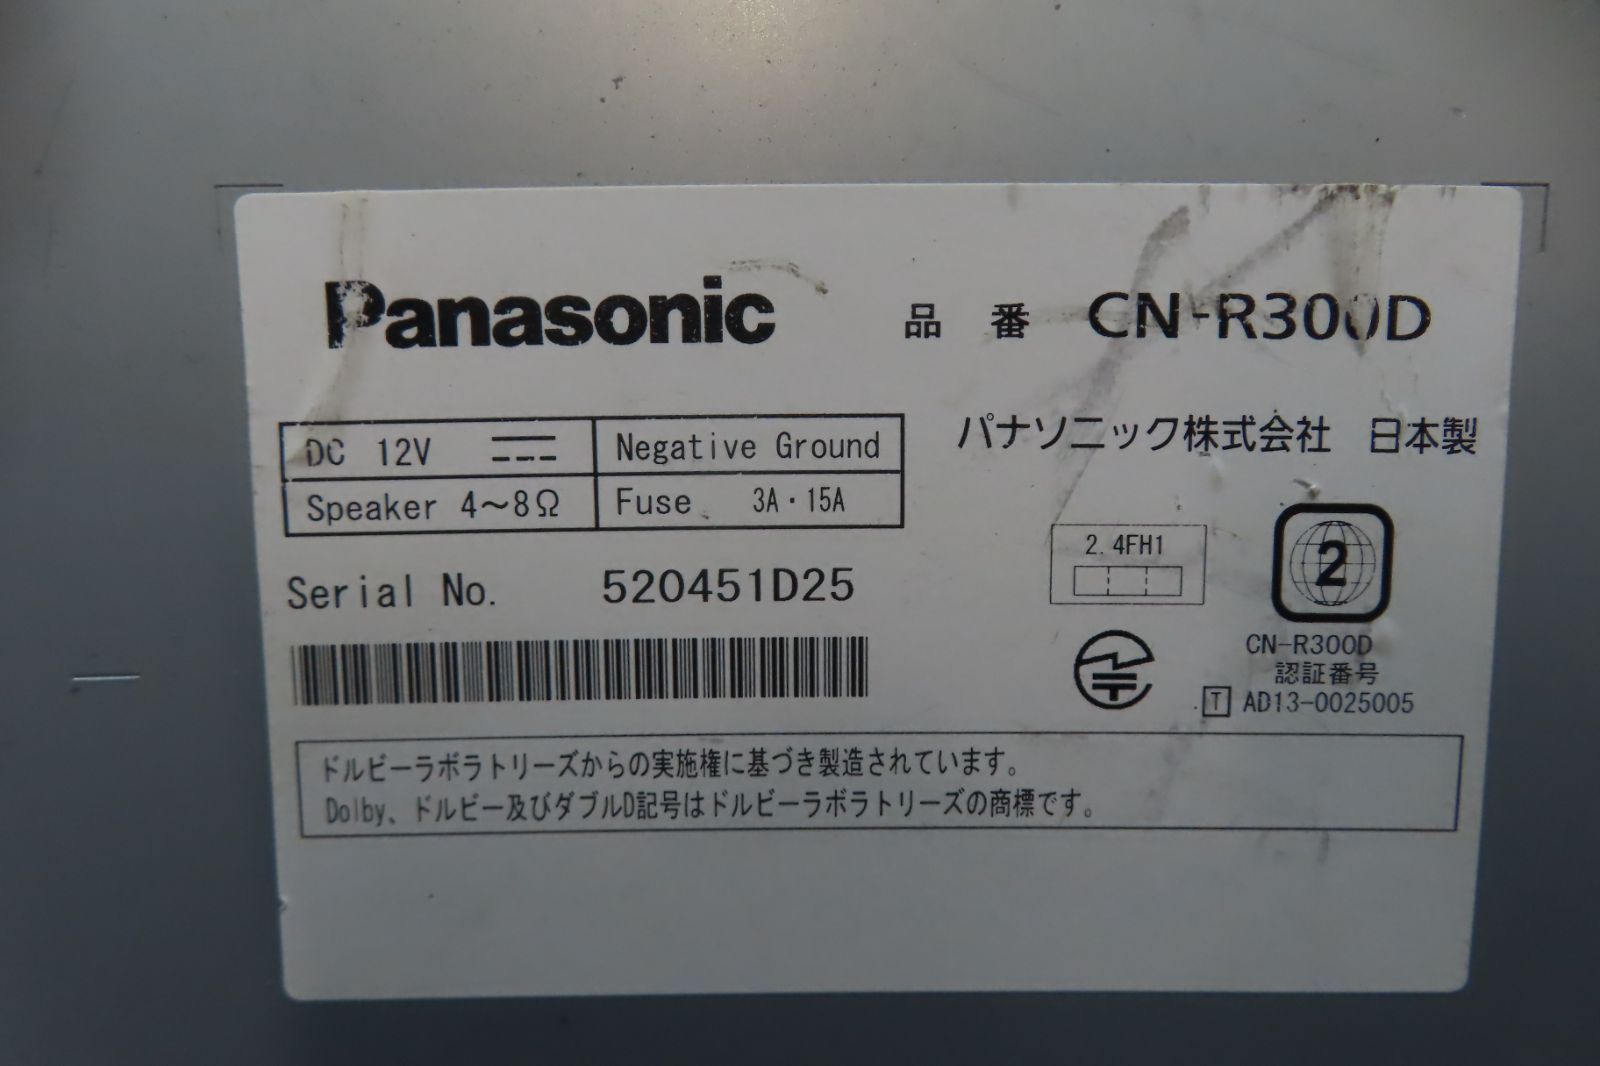 Panasonic 品番 CN-R300D
パナソニック株式会社 日本製
DC 12V Negative Ground
Speaker 4～8Ω Fuse 3A・15A
2.4FH1
2
Serial No. 520451D25
CN-R300D
認証番号
T AD13-0025005
ドルビーラボラトリーズからの実施権に基づき製造されています。
Dolby、ドルビー及びダブルD記号はドルビーラボラトリーズの商標です。